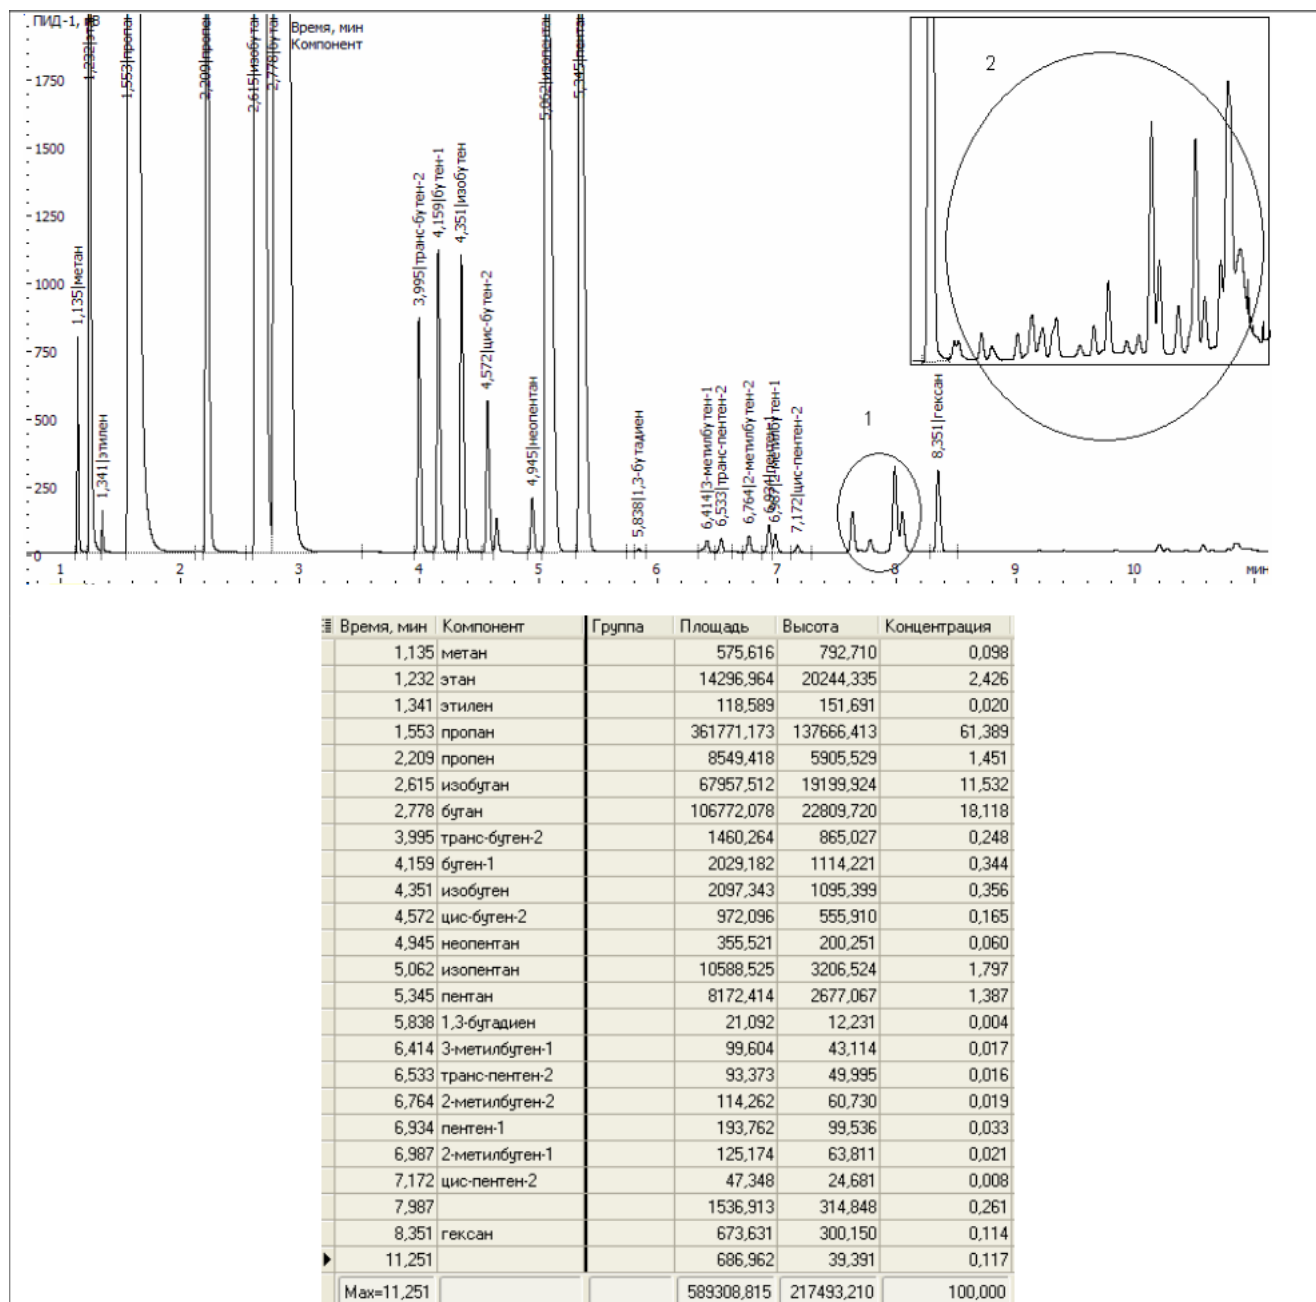 ПИД-1, мВ
Время, мин
Компонент
1,135|метан
1,232|этан
1,341|этилен
1,553|пропан
2,209|пропен
2,615|изобутан
2,778|бутан
3,995|транс-бутен-2
4,159|бутен-1
4,351|изобутен
4,572|цис-бутен-2
4,945|неопентан
5,062|изопентан
5,345|пентан
5,838|1,3-бутадиен
6,414|3-метилбутен-1
6,533|транс-пентен-2
6,764|2-метилбутен-2
6,934|пентен-1
6,987|2-метилбутен-1
7,172|цис-пентен-2
8,351|гексан
1
2
1750
1500
1250
1000
750
500
250
0
1 2 3 4 5 6 7 8 9 10 мин
Время, мин Компонент Группа Площадь Высота Концентрация
1,135 метан 575,616 792,710 0,098
1,232 этан 14296,964 20244,335 2,426
1,341 этилен 118,589 151,691 0,020
1,553 пропан 361771,173 137666,413 61,389
2,209 пропен 8549,418 5905,529 1,451
2,615 изобутан 67957,512 19199,924 11,532
2,778 бутан 106772,078 22809,720 18,118
3,995 транс-бутен-2 1460,264 865,027 0,248
4,159 бутен-1 2029,182 1114,221 0,344
4,351 изобутен 2097,343 1095,399 0,356
4,572 цис-бутен-2 972,096 555,910 0,165
4,945 неопентан 355,521 200,251 0,060
5,062 изопентан 10588,525 3206,524 1,797
5,345 пентан 8172,414 2677,067 1,387
5,838 1,3-бутадиен 21,092 12,231 0,004
6,414 3-метилбутен-1 99,604 43,114 0,017
6,533 транс-пентен-2 93,373 49,995 0,016
6,764 2-метилбутен-2 114,262 60,730 0,019
6,934 пентен-1 193,762 99,536 0,033
6,987 2-метилбутен-1 125,174 63,811 0,021
7,172 цис-пентен-2 47,348 24,681 0,008
7,987 1536,913 314,848 0,261
8,351 гексан 673,631 300,150 0,114
11,251 686,962 39,391 0,117
Max=11,251 589308,815 217493,210 100,000